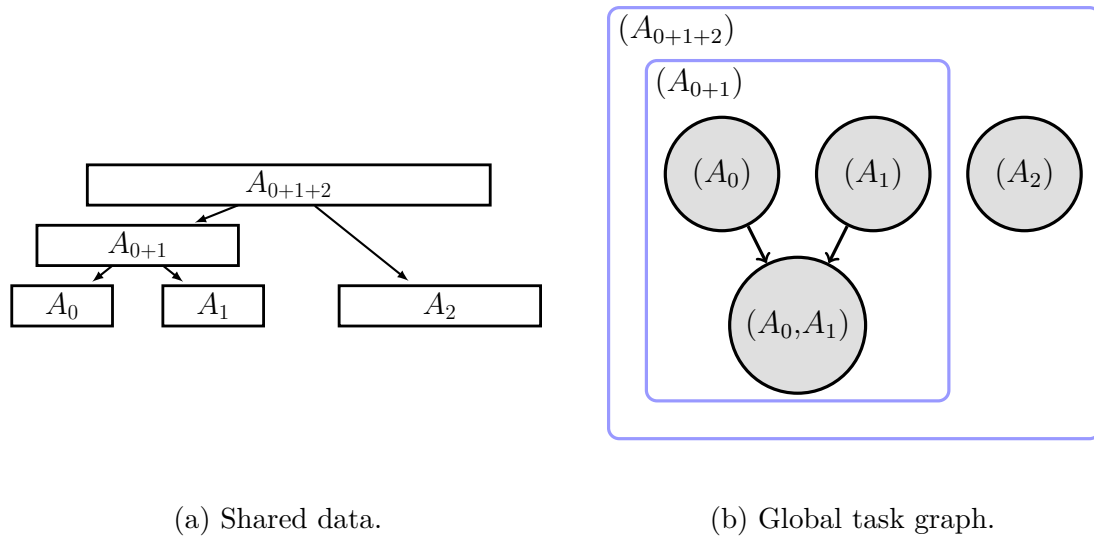 A₀₊₁₊₂
A₀₊₁
A₀ A₁ A₂
(a) Shared data.
(A₀₊₁₊₂)
(A₀₊₁)
(A₀) (A₁) (A₂)
(A₀,A₁)
(b) Global task graph.